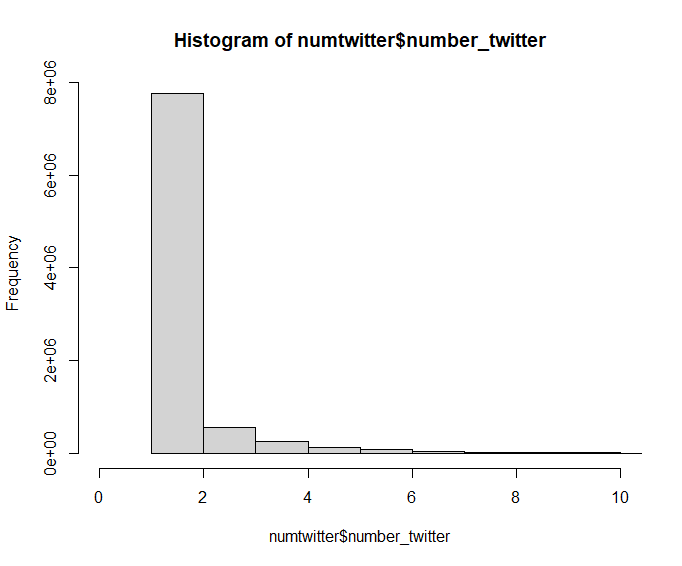 Histogram of numtwitter$number_twitter
Frequency
8e+06
6e+06
4e+06
2e+06
0e+00
0 2 4 6 8 10
numtwitter$number_twitter